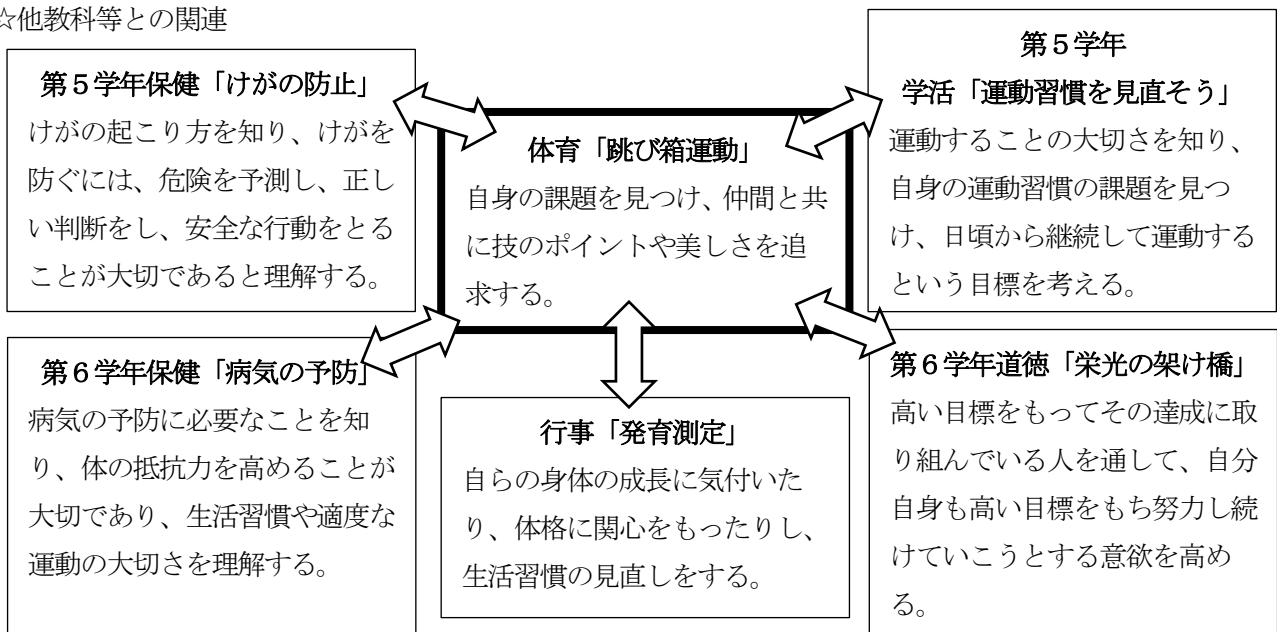 ☆他教科等との関連
第5学年保健「けがの防止」
けがの起こり方を知り、けがを
防ぐには、危険を予測し、正し
い判断をし、安全な行動をとる
ことが大切であると理解する。
体育「跳び箱運動」
自身の課題を見つけ、仲間と共
に技のポイントや美しさを追
求する。
第5学年
学活「運動習慣を見直そう」
運動することの大切さを知り、
自身の運動習慣の課題を見つ
け、日頃から継続して運動する
という目標を考える。
第6学年保健「病気の予防」
病気の予防に必要なことを知
り、体の抵抗力を高めることが
大切であり、生活習慣や適度な
運動の大切さを理解する。
行事「発育測定」
自らの身体の成長に気付いた
り、体格に関心をもったりし、
生活習慣の見直しをする。
第6学年道徳「栄光の架け橋」
高い目標をもってその達成に取
り組んでいる人を通して、自分
自身も高い目標をもち努力し続
けていこうとする意欲を高め
る。